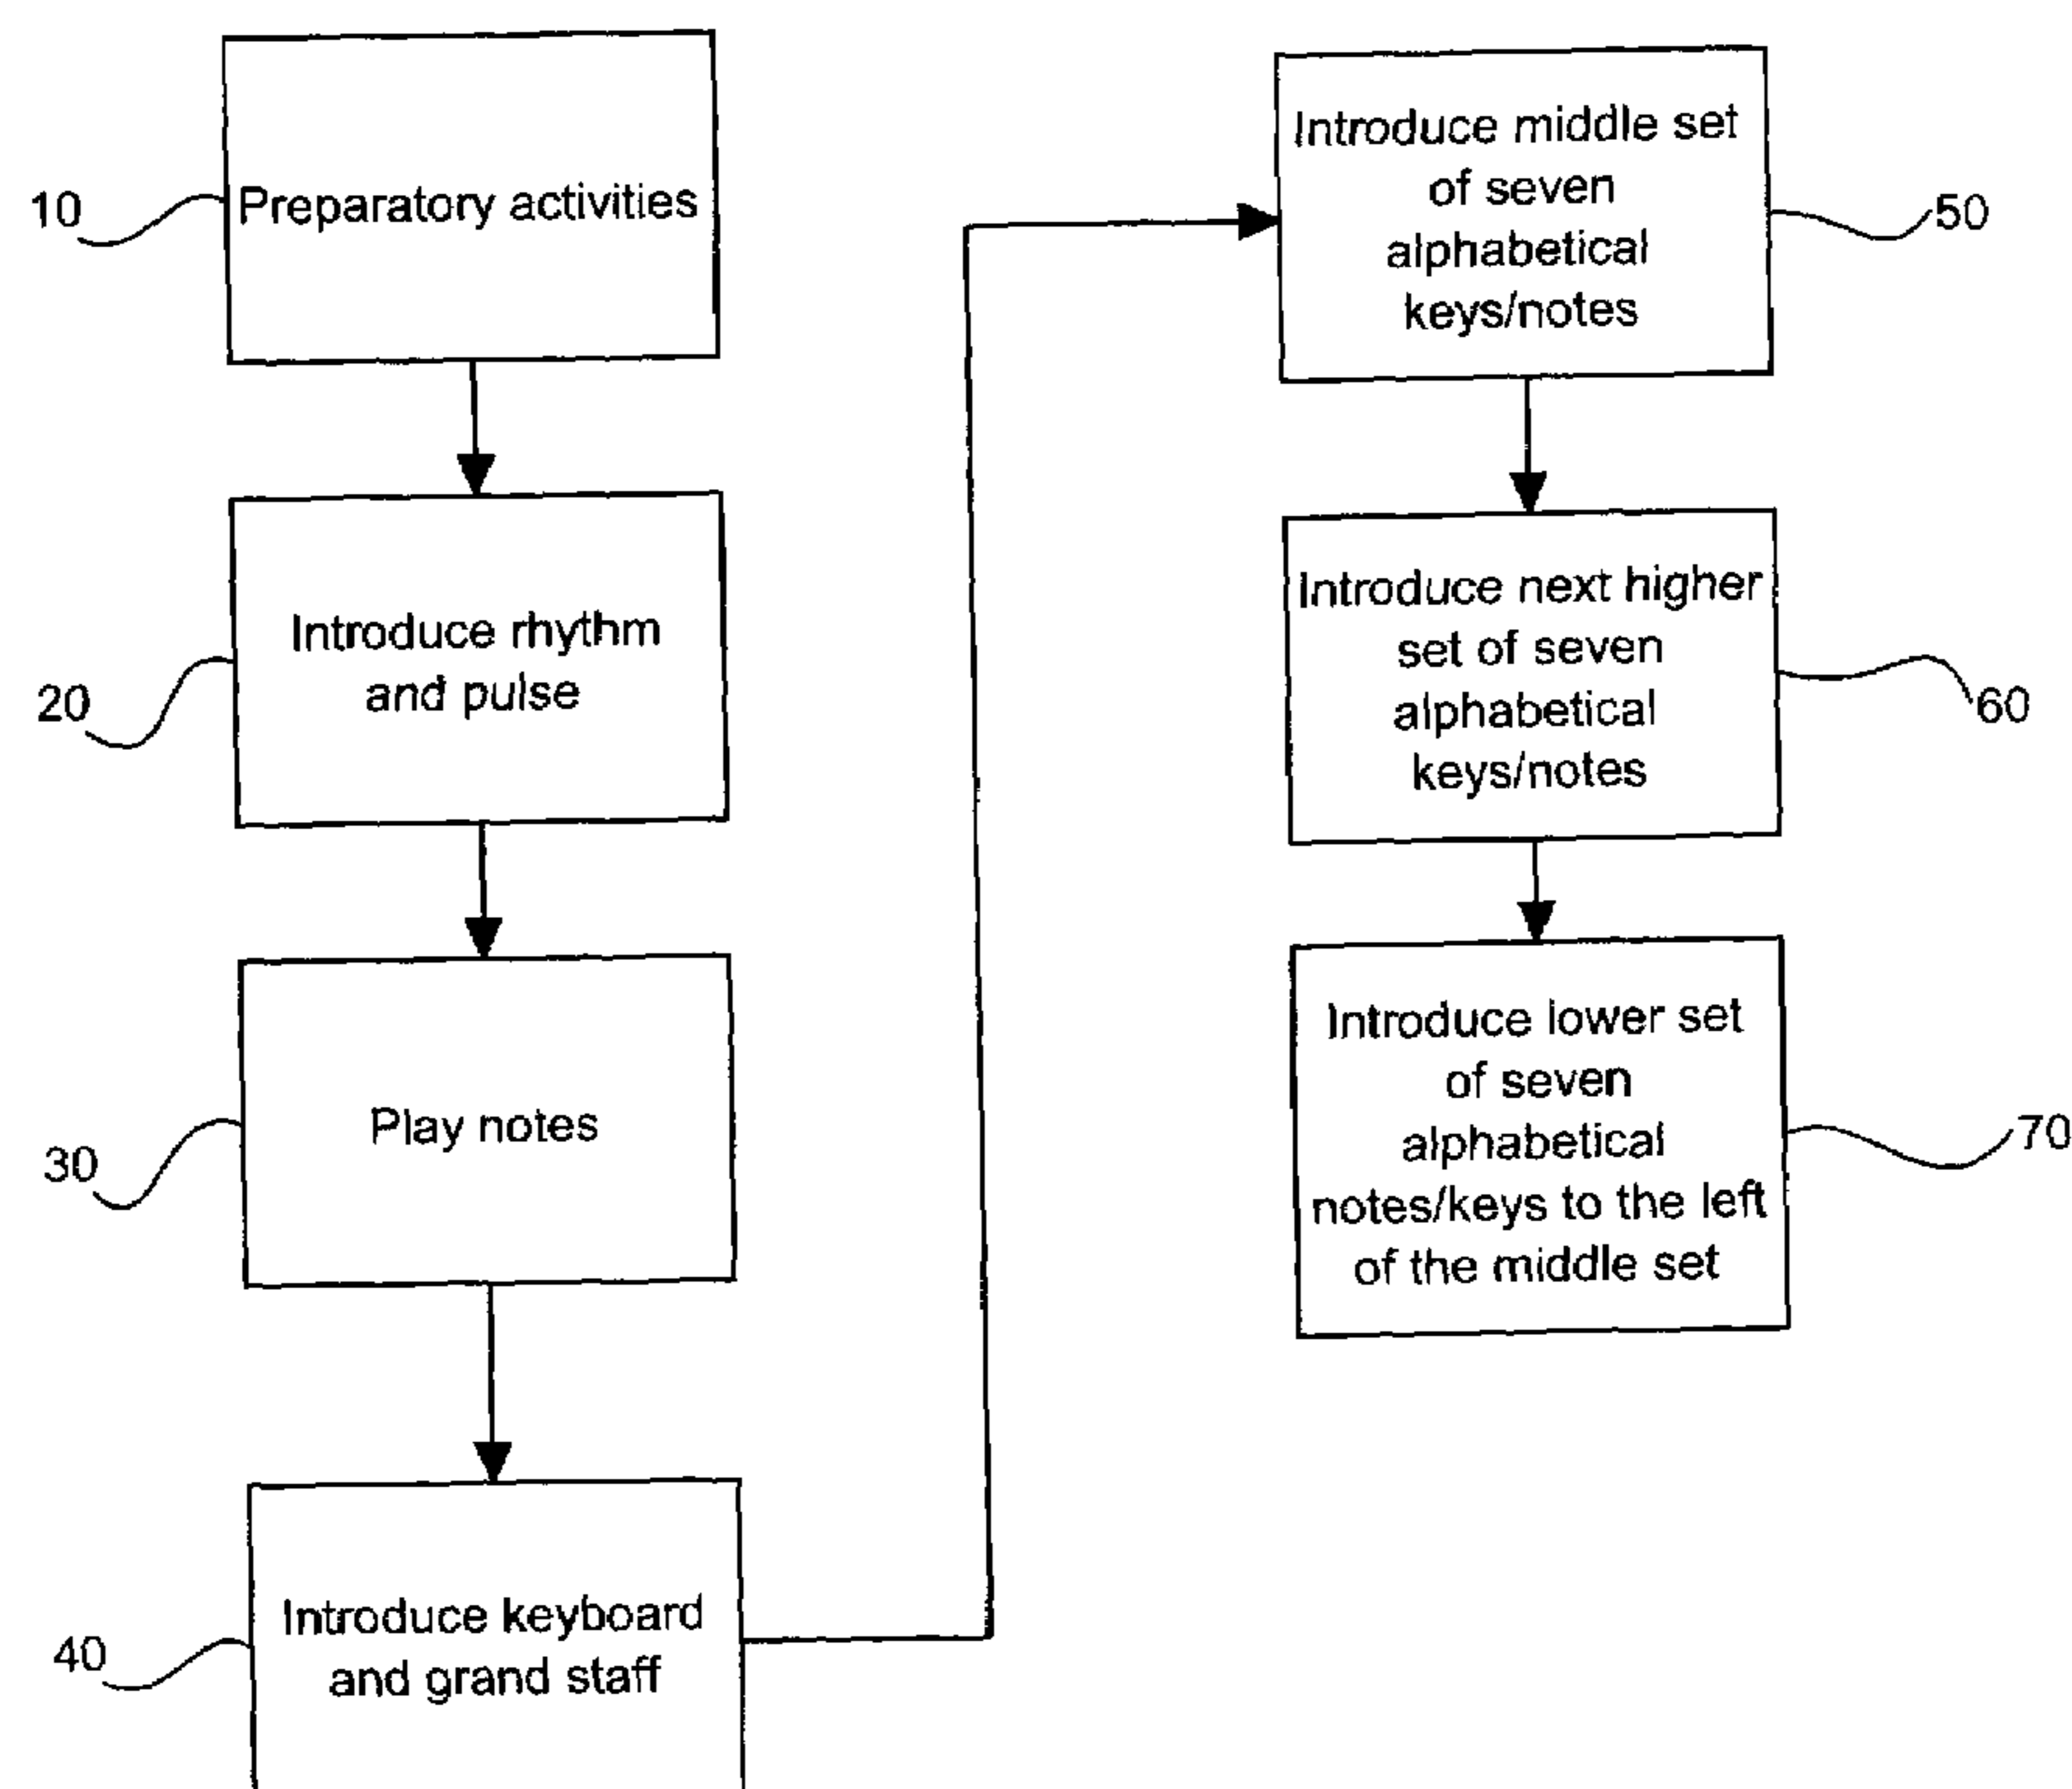 10
Preparatory activities
20
Introduce rhythm
and pulse
30
Play notes
40
Introduce keyboard
and grand staff
Introduce middle set
of seven
alphabetical
keys/notes
50
Introduce next higher
set of seven
alphabetical
keys/notes
60
Introduce lower set
of seven
alphabetical
notes/keys to the left
of the middle set
70